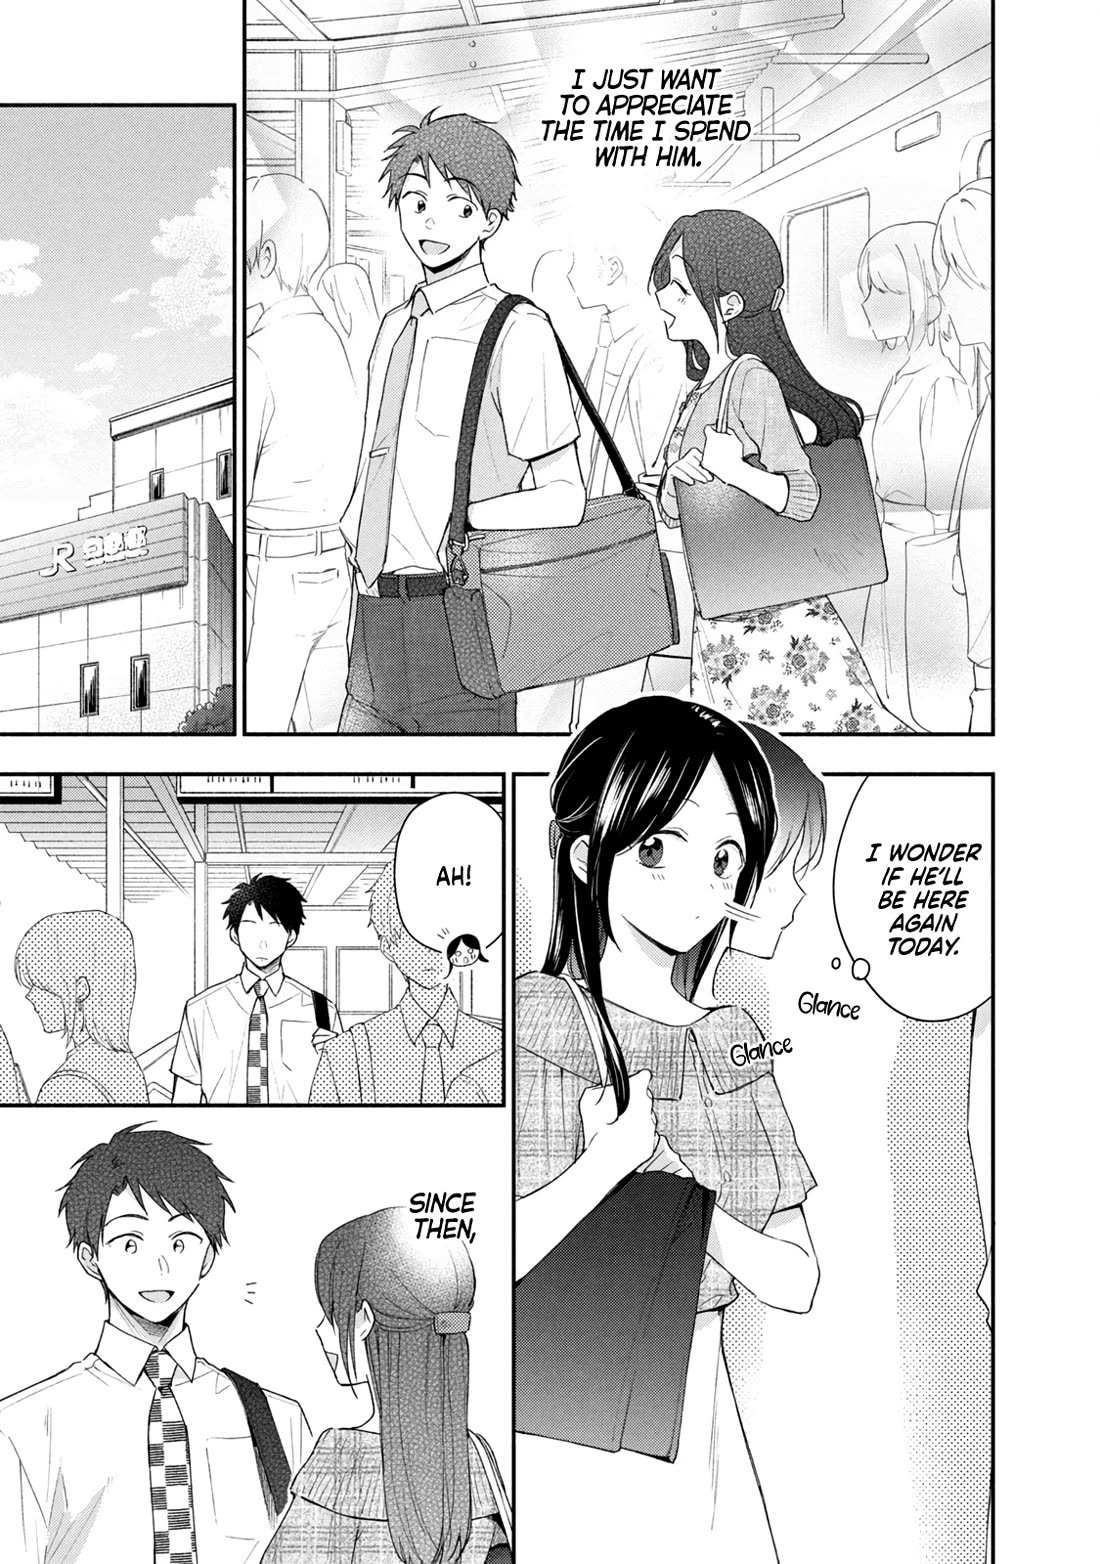 I JUST WANT
TO APPRECIATE
THE TIME I SPEND
WITH HIM.
JR
I WONDER
IF HE'LL
BE HERE
AGAIN
TODAY.
Glance
Glance
AH!
SINCE
THEN,